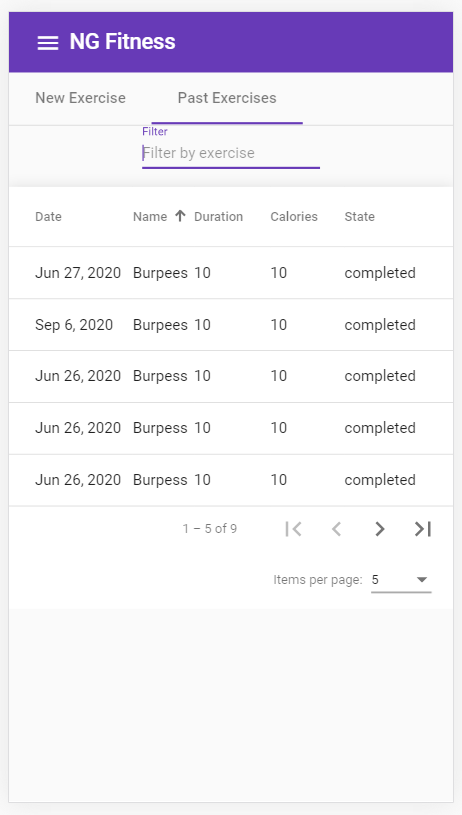 NG Fitness
New Exercise Past Exercises
Filter
Filter by exercise
Date Name Duration Calories State
Jun 27, 2020 Burpees 10 10 completed
Sep 6, 2020 Burpees 10 10 completed
Jun 26, 2020 Burpess 10 10 completed
Jun 26, 2020 Burpess 10 10 completed
Jun 26, 2020 Burpess 10 10 completed
1 – 5 of 9
Items per page: 5